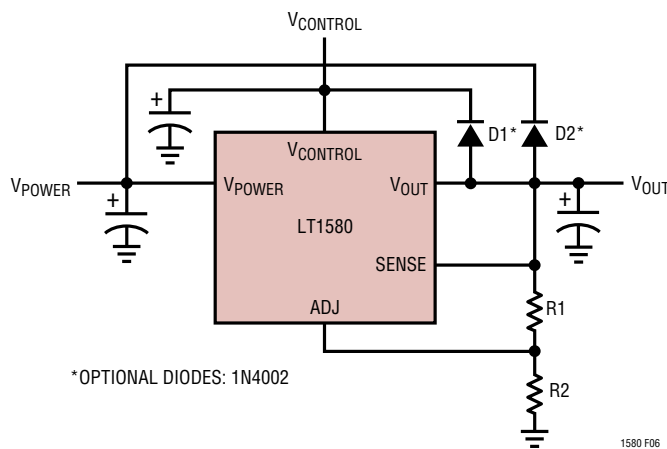 VCONTROL
+
D1*
D2*
VCONTROL
VPOWER
VPOWER
VOUT
VOUT
+
+
LT1580
SENSE
ADJ
R1
*OPTIONAL DIODES: 1N4002
R2
1580 F06